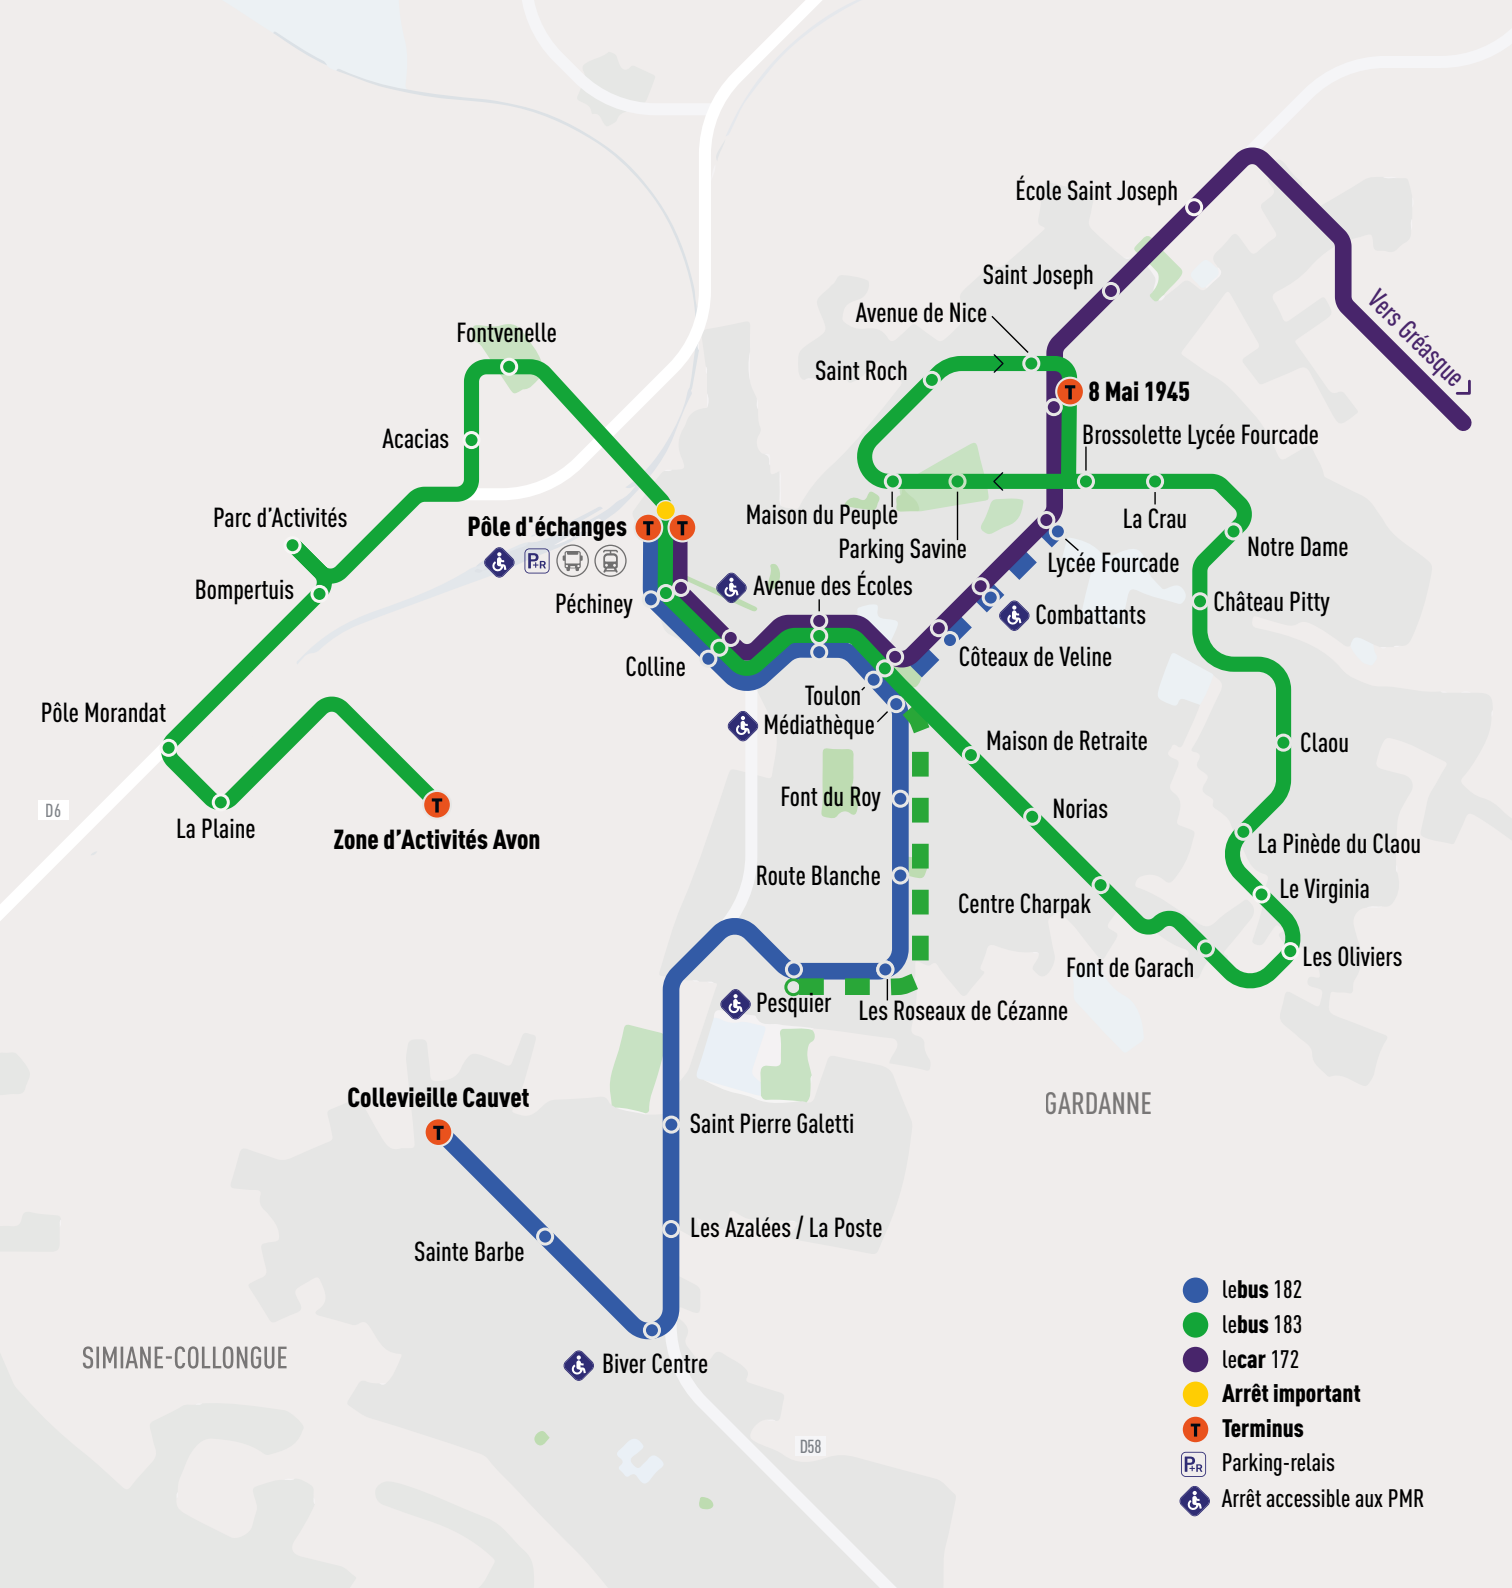 École Saint Joseph
Saint Joseph
Avenue de Nice
Vers Gréasque
Fontvenelle
Saint Roch
T 8 Mai 1945
Acacias
Brossolette Lycée Fourcade
Parc d’Activités
Pôle d'échanges
T T
P+R
Maison du Peuple
La Crau
Parking Savine
Notre Dame
Lycée Fourcade
Bompertuis
Péchiney
Avenue des Écoles
Combattants
Château Pitty
Colline
Côteaux de Veline
Toulon
Médiathèque
Pôle Morandat
Maison de Retraite
Claou
D6
La Plaine
T
Zone d’Activités Avon
Font du Roy
Norias
La Pinède du Claou
Route Blanche
Centre Charpak
Le Virginia
Font de Garach
Les Oliviers
Pesquier
Les Roseaux de Cézanne
Collevieille Cauvet
T
GARDANNE
Saint Pierre Galetti
Les Azalées / La Poste
Sainte Barbe
Biver Centre
SIMIANE-COLLONGUE
D58
lebus 182
lebus 183
lecar 172
Arrêt important
T Terminus
P+R Parking-relais
Arrêt accessible aux PMR